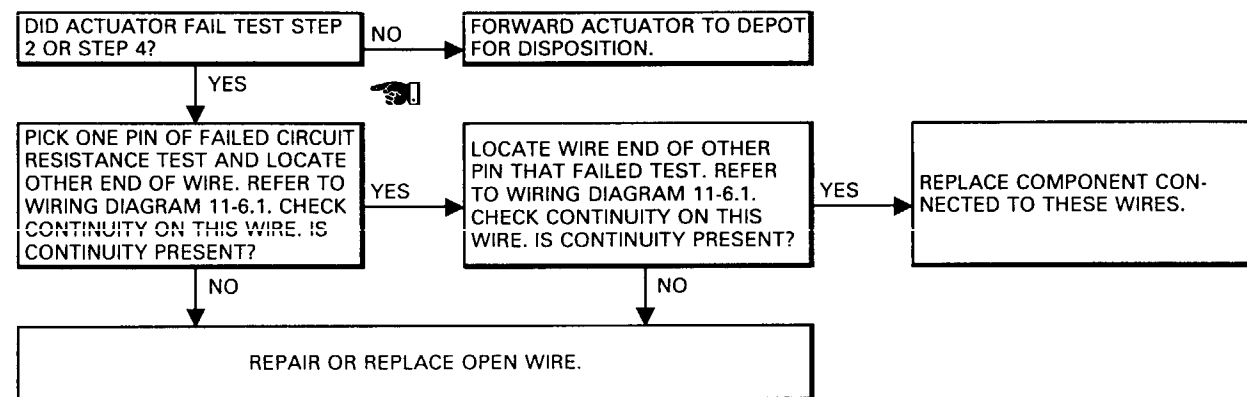 DID ACTUATOR FAIL TEST STEP
2 OR STEP 4?
NO
FORWARD ACTUATOR TO DEPOT
FOR DISPOSITION.
YES
PICK ONE PIN OF FAILED CIRCUIT
RESISTANCE TEST AND LOCATE
OTHER END OF WIRE. REFER TO
WIRING DIAGRAM 11-6.1. CHECK
CONTINUITY ON THIS WIRE. IS
CONTINUITY PRESENT?
YES
LOCATE WIRE END OF OTHER
PIN THAT FAILED TEST. REFER
TO WIRING DIAGRAM 11-6.1.
CHECK CONTINUITY ON THIS
WIRE. IS CONTINUITY PRESENT?
YES
REPLACE COMPONENT CON-
NECTED TO THESE WIRES.
NO
NO
REPAIR OR REPLACE OPEN WIRE.